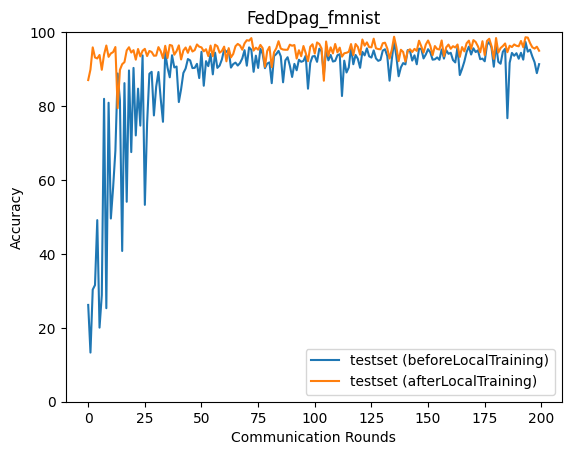 FedDpag_fmnist
100
80
60
40
20
0
Accuracy
0 25 50 75 100 125 150 175 200
Communication Rounds
testset (beforeLocalTraining)
testset (afterLocalTraining)